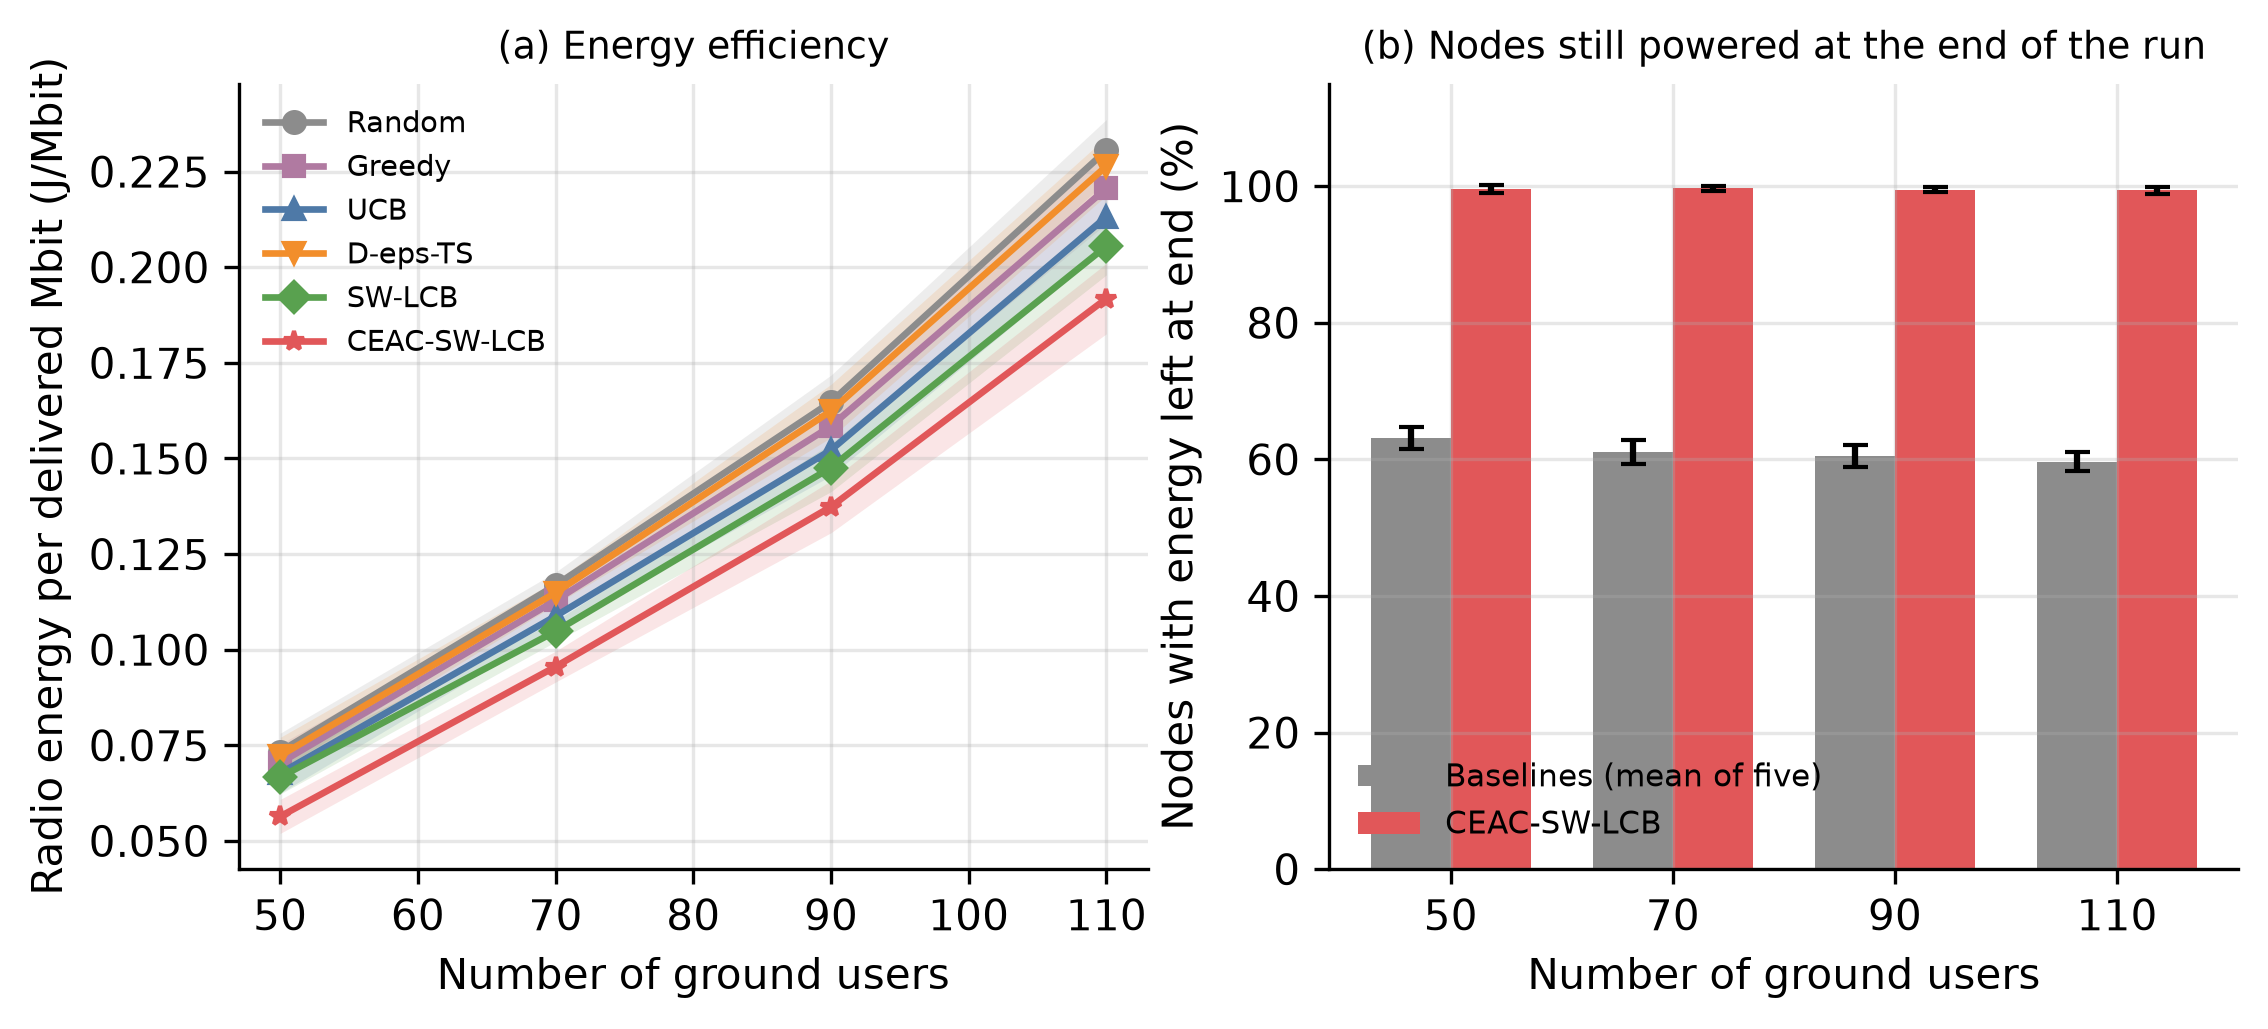 (a) Energy efficiency
Radio energy per delivered Mbit (J/Mbit)
0.225
0.200
0.175
0.150
0.125
0.100
0.075
0.050
Random
Greedy
UCB
D-eps-TS
SW-LCB
CEAC-SW-LCB
50 60 70 80 90 100 110
Number of ground users
(b) Nodes still powered at the end of the run
Nodes with energy left at end (%)
100
80
60
40
20
0
Baselines (mean of five)
CEAC-SW-LCB
50 70 90 110
Number of ground users